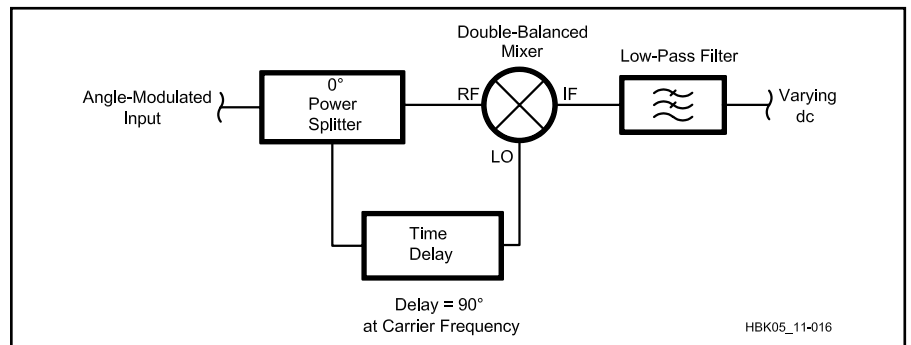 Double-Balanced
Mixer
Low-Pass Filter
Angle-Modulated
Input
0°
Power
Splitter
RF
IF
LO
Varying
dc
Time
Delay
Delay = 90°
at Carrier Frequency
HBK05_11-016